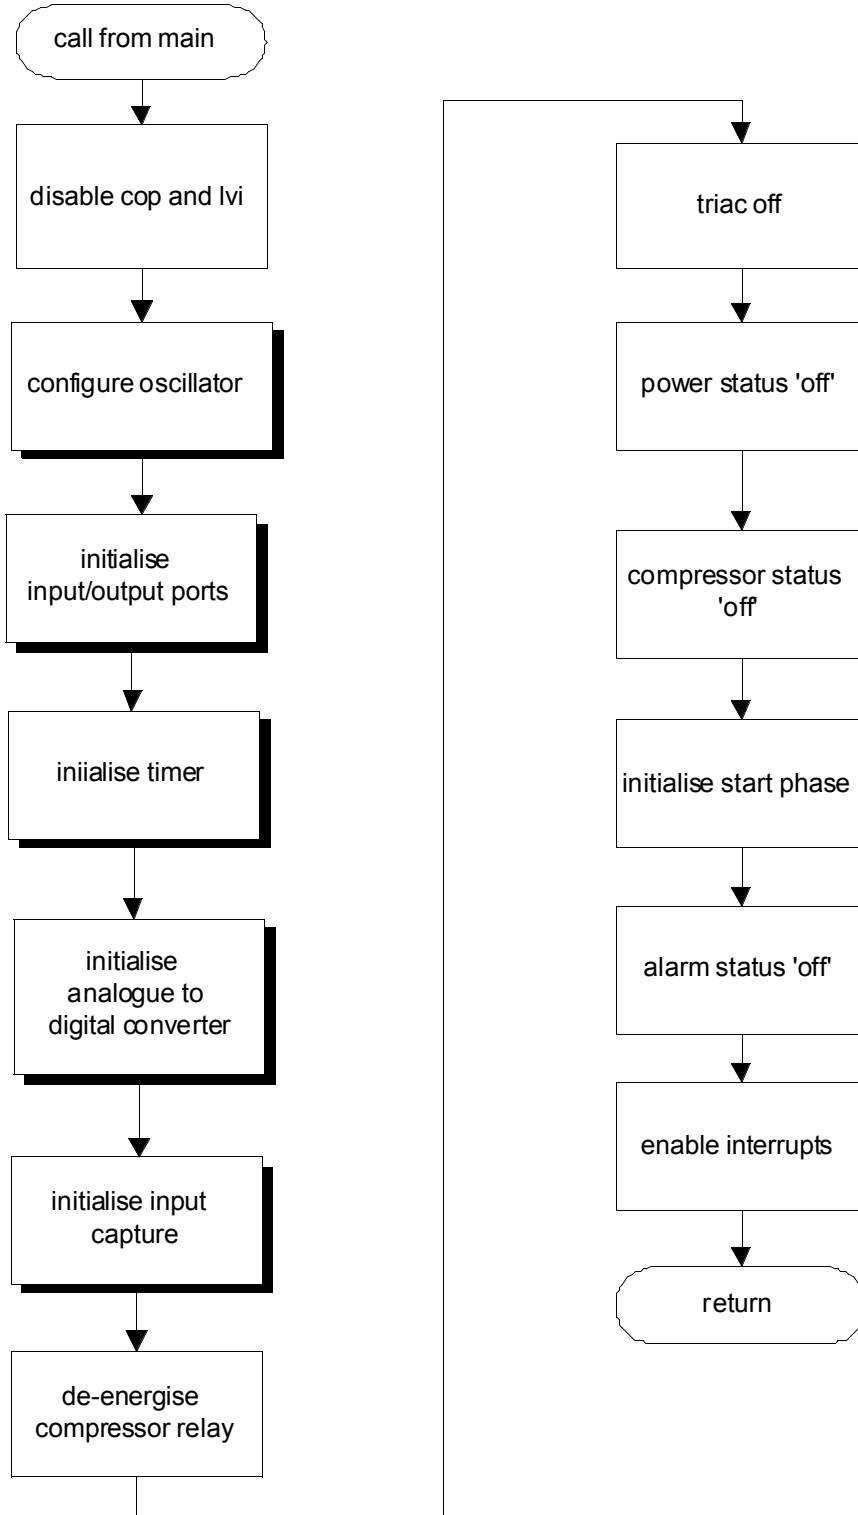 call from main
disable cop and lvi
configure oscillator
initialise
input/output ports
iniialise timer
initialise
analogue to
digital converter
initialise input
capture
de-energise
compressor relay
triac off
power status 'off'
compressor status
'off'
initialise start phase
alarm status 'off'
enable interrupts
return